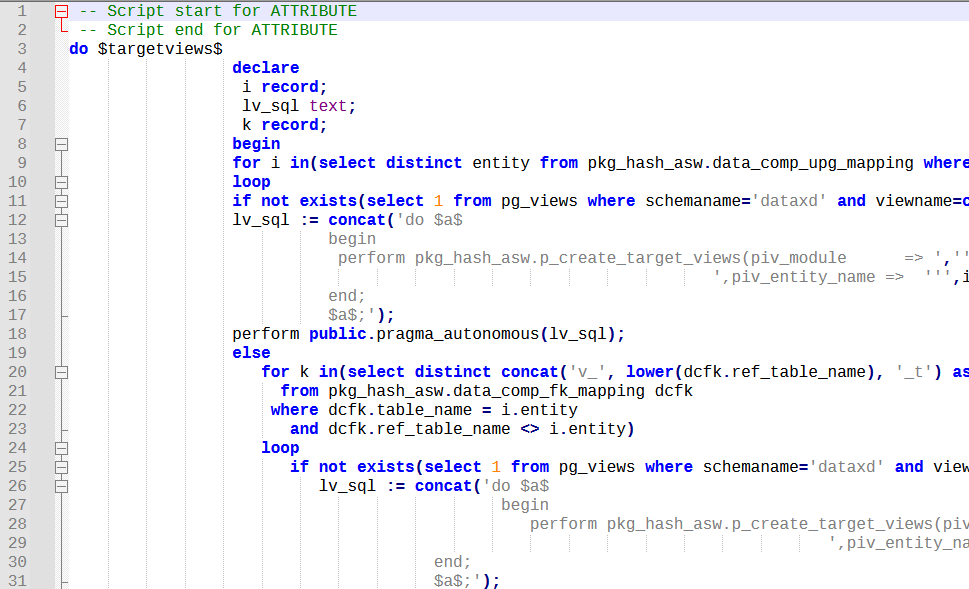 1 -- Script start for ATTRIBUTE
2 -- Script end for ATTRIBUTE
3 do $targetviews$
4 declare
5 i record;
6 lv_sql text;
7 k record;
8 begin
9 for i in(select distinct entity from pkg_hash_asw.data_comp_upg_mapping where
10 loop
11 if not exists(select 1 from pg_views where schemaname='dataxd' and viewname=c
12 lv_sql := concat('do $a$
13 begin
14 perform pkg_hash_asw.p_create_target_views(piv_module => ',''
15 ',piv_entity_name => ''',i
16 end;
17 $a$;');
18 perform public.pragma_autonomous(lv_sql);
19 else
20 for k in(select distinct concat('v_', lower(dcfk.ref_table_name), '_t') as
21 from pkg_hash_asw.data_comp_fk_mapping dcfk
22 where dcfk.table_name = i.entity
23 and dcfk.ref_table_name <> i.entity)
24 loop
25 if not exists(select 1 from pg_views where schemaname='dataxd' and view
26 lv_sql := concat('do $a$
27 begin
28 perform pkg_hash_asw.p_create_target_views(piv
29 ',piv_entity_na
30 end;
31 $a$;');